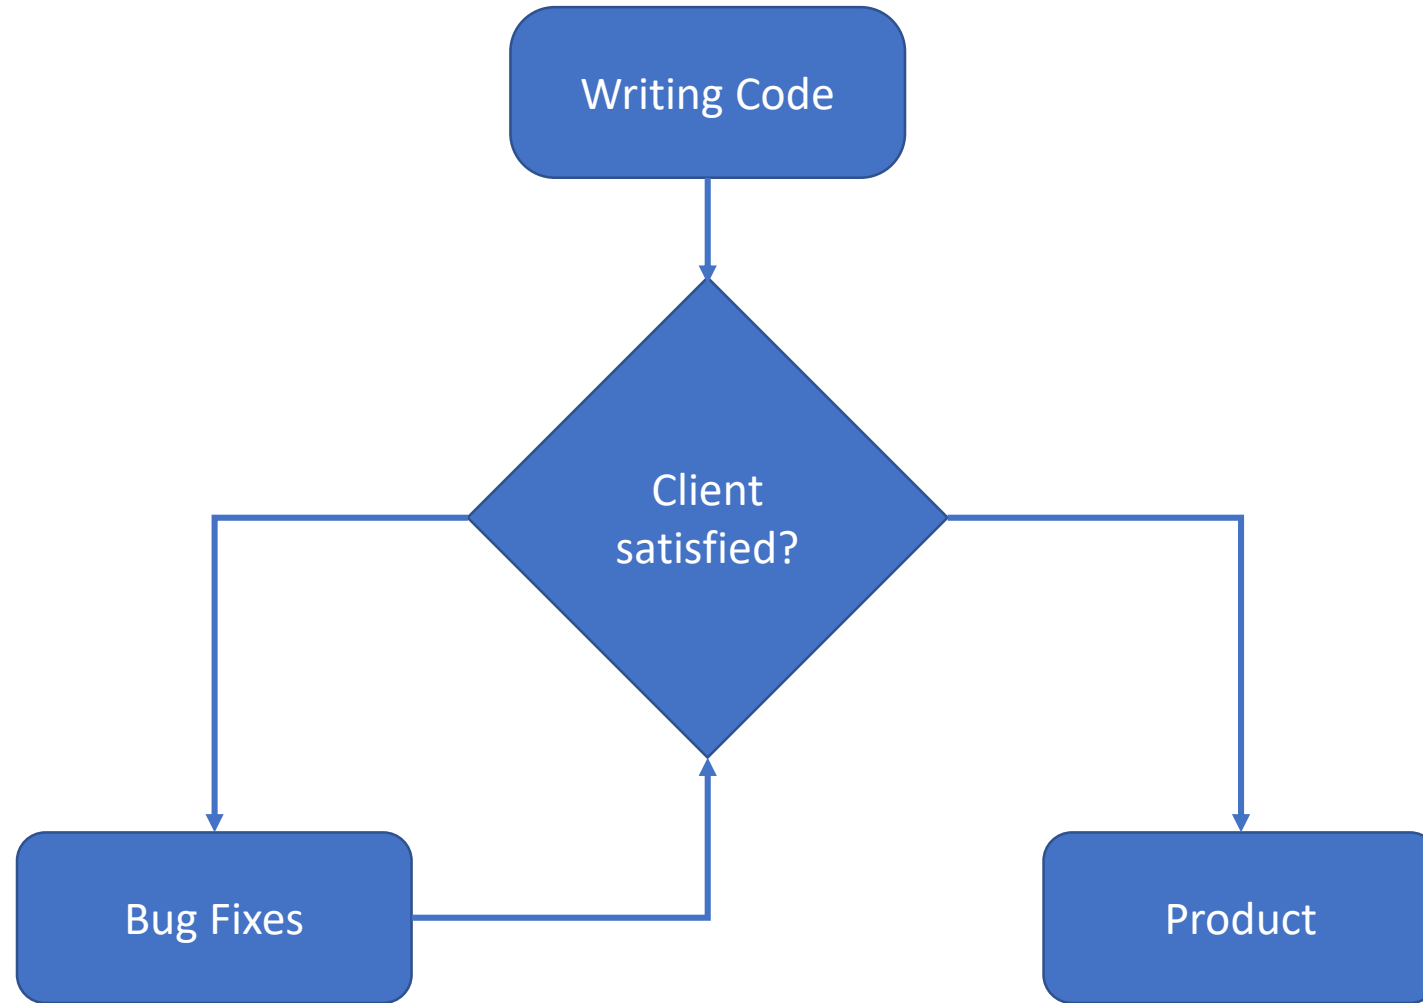 Writing Code
Client
satisfied?
Bug Fixes
Product